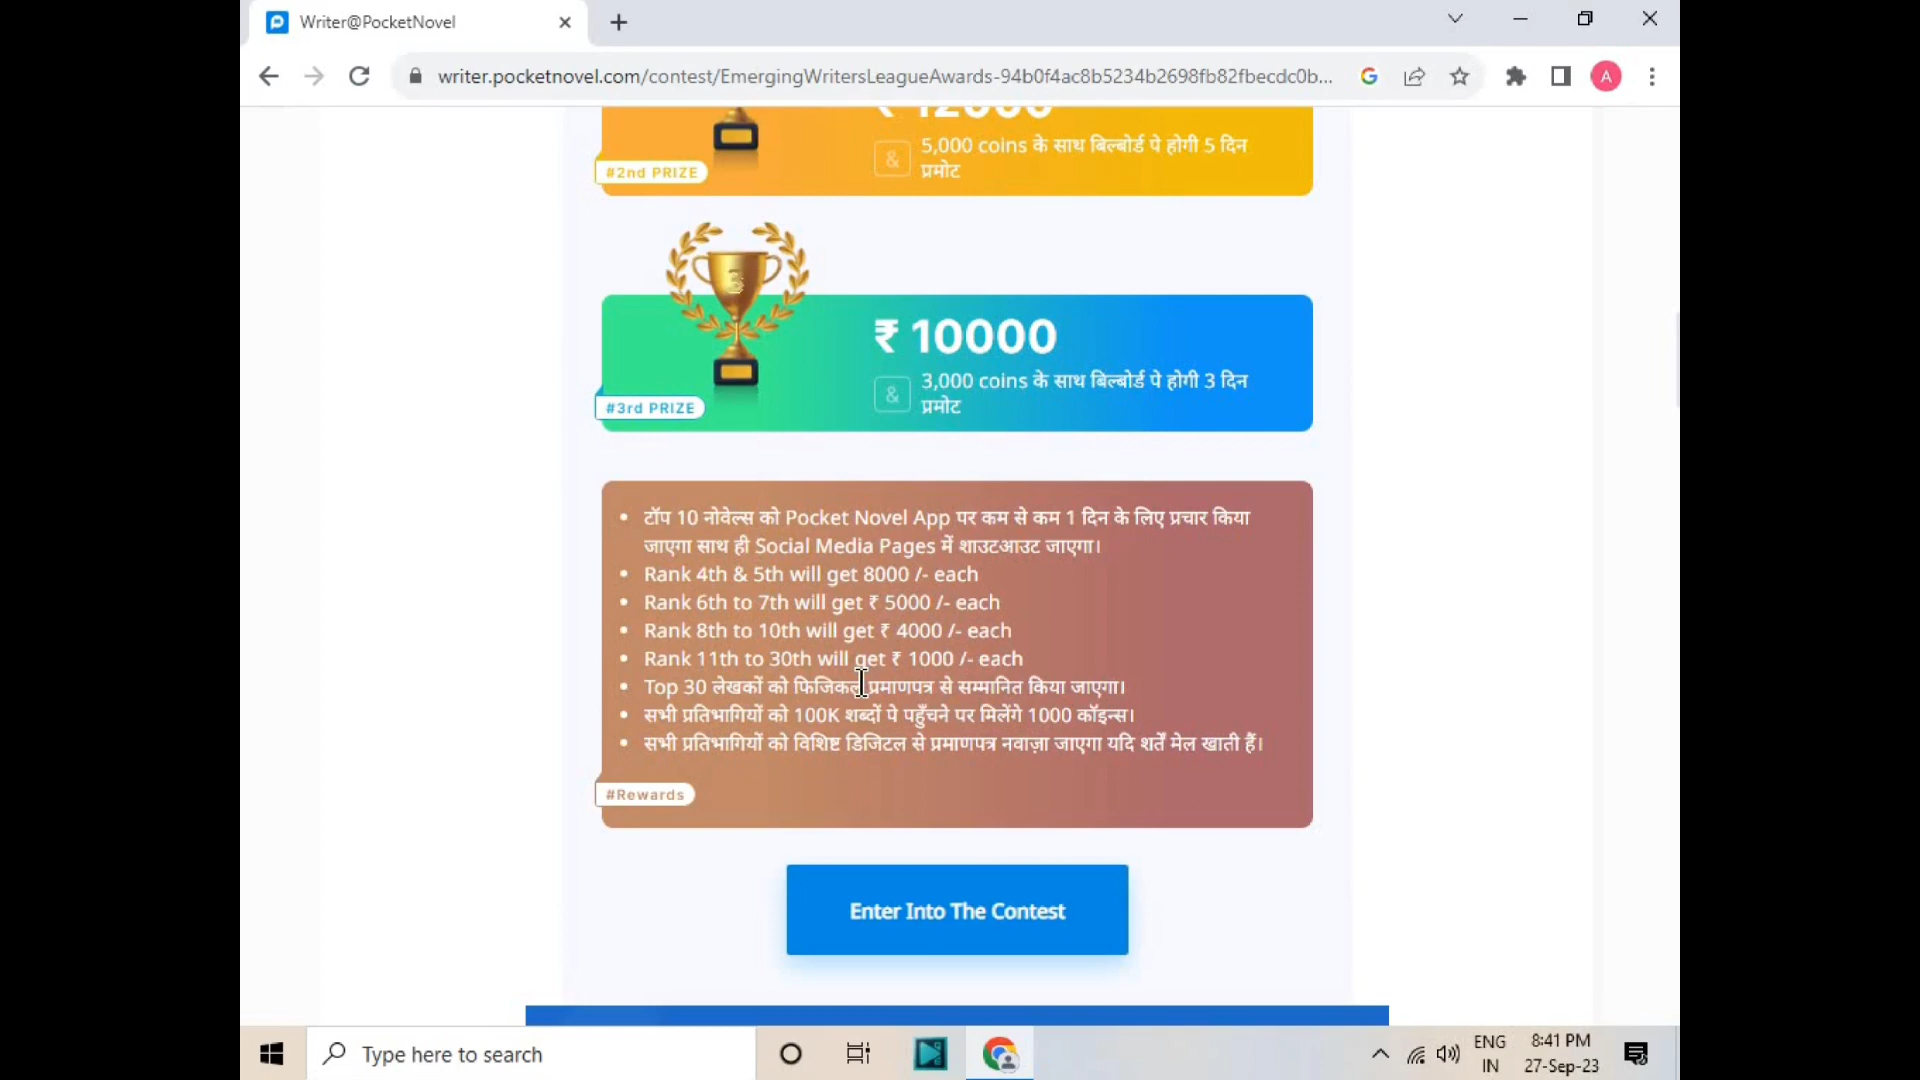 Writer@PocketNovel
writer.pocketnovel.com/contest/EmergingWritersLeagueAwards-94b0f4ac8b5234b2698fb82fbecdc0b...
A
₹ 12000
& 5,000 coins के साथ बिल्बोर्ड पे होगी 5 दिन
प्रमोट
#2nd PRIZE
3
₹ 10000
& 3,000 coins के साथ बिल्बोर्ड पे होगी 3 दिन
प्रमोट
#3rd PRIZE
• टॉप 10 नोवेल्स को Pocket Novel App पर कम से कम 1 दिन के लिए प्रचार किया
जाएगा साथ ही Social Media Pages में शाउटआउट जाएगा।
• Rank 4th & 5th will get 8000 /- each
• Rank 6th to 7th will get ₹ 5000 /- each
• Rank 8th to 10th will get ₹ 4000 /- each
• Rank 11th to 30th will get ₹ 1000 /- each
• Top 30 लेखकों को फिजिकल प्रमाणपत्र से सम्मानित किया जाएगा।
• सभी प्रतिभागियों को 100K शब्दों पे पहुँचने पर मिलेंगे 1000 कॉइन्स।
• सभी प्रतिभागियों को विशिष्ट डिजिटल से प्रमाणपत्र नवाज़ा जाएगा यदि शर्तें मेल खाती हैं।
#Rewards
Enter Into The Contest
Type here to search
ENG
IN
8:41 PM
27-Sep-23